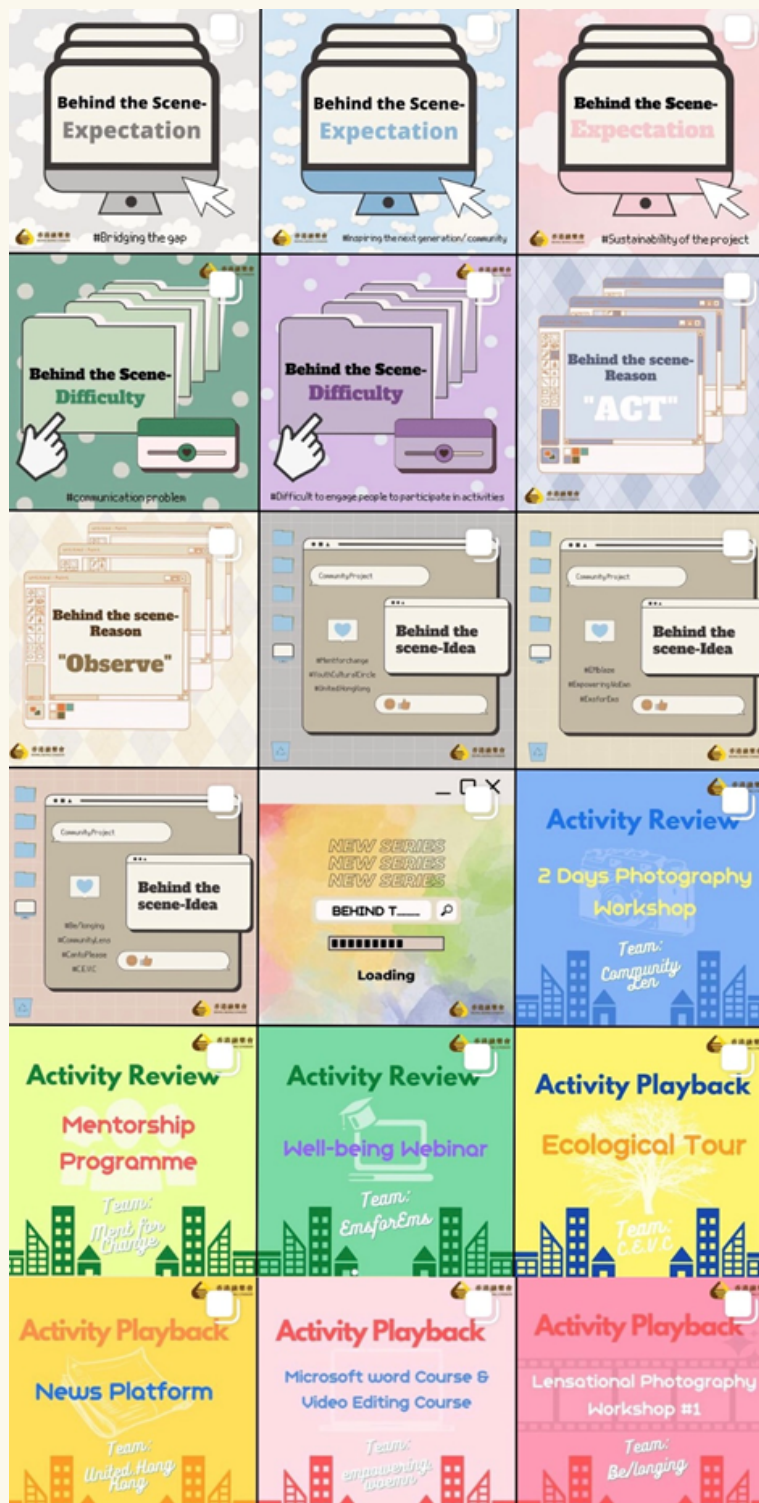 Behind the Scene-
Expectation
#Bridging the gap
Behind the Scene-
Expectation
#Inspiring the next generation/ community
Behind the Scene-
Expectation
#Sustainability of the project
Behind the Scene-
Difficulty
#communication problem
Behind the Scene-
Difficulty
#Difficult to engage people to participate in activities
Behind the scene-
Reason
"ACT"
Behind the scene-
Reason
"Observe"
CommunityProject
Behind the
scene-Idea
#Mentforchange
#YouthCulturalCircle
#UnitedHongKong
CommunityProject
Behind the
scene-Idea
#EMblaze
#EmsforEms
CommunityProject
Behind the
scene-Idea
#Be/longing
#CommunityLens
#CantoPlease
#C.E.V.C
NEW SERIES
NEW SERIES
NEW SERIES
BEHIND T____
Loading
Activity Review
2 Days Photography
Workshop
Team:
Community
Len
Activity Review
Mentorship
Programme
Team:
Ment for
Change
Activity Review
Well-being Webinar
Team:
EmsforEms
Activity Playback
Ecological Tour
Team:
C.E.V.C
Activity Playback
News Platform
Team:
United Hong
Kong
Activity Playback
Microsoft word Course &
Video Editing Course
Team:
empowering
woemn
Activity Playback
Lensational Photography
Workshop #1
Team:
Be/longing